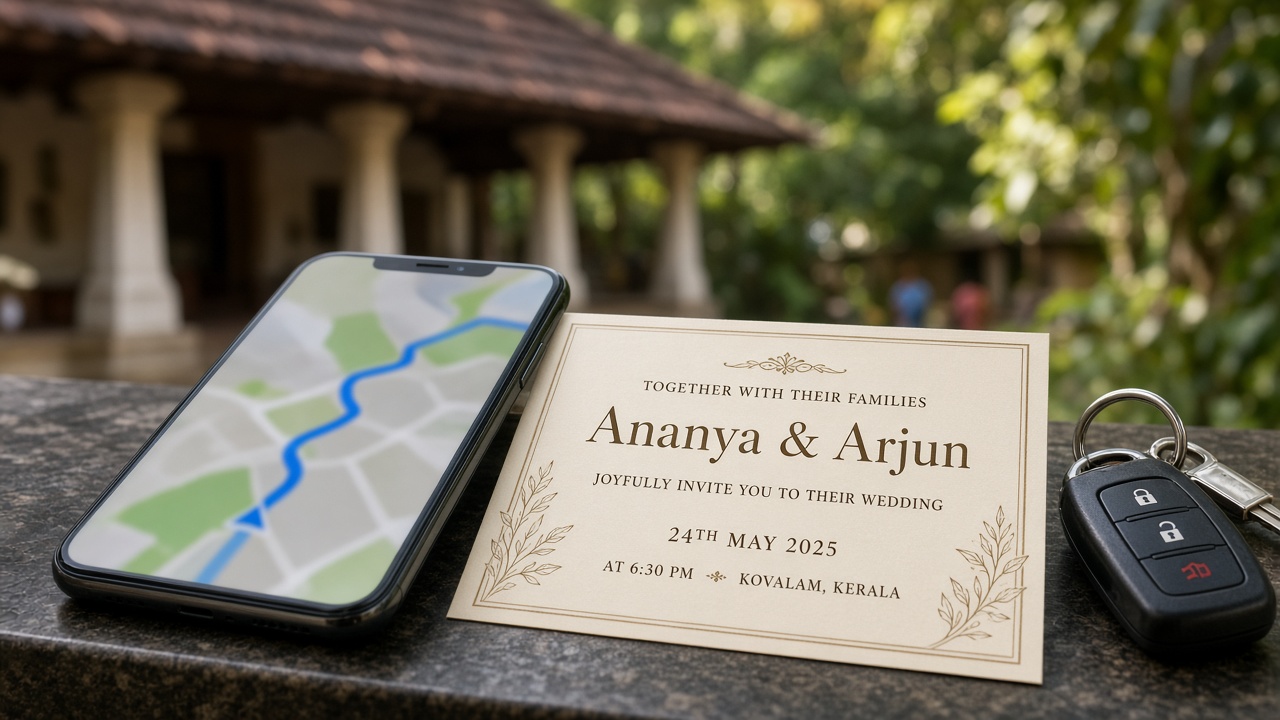 TOGETHER WITH THEIR FAMILIES
Ananya & Arjun
JOYFULLY INVITE YOU TO THEIR WEDDING
24TH MAY 2025
AT 6:30 PM KOVALAM, KERALA